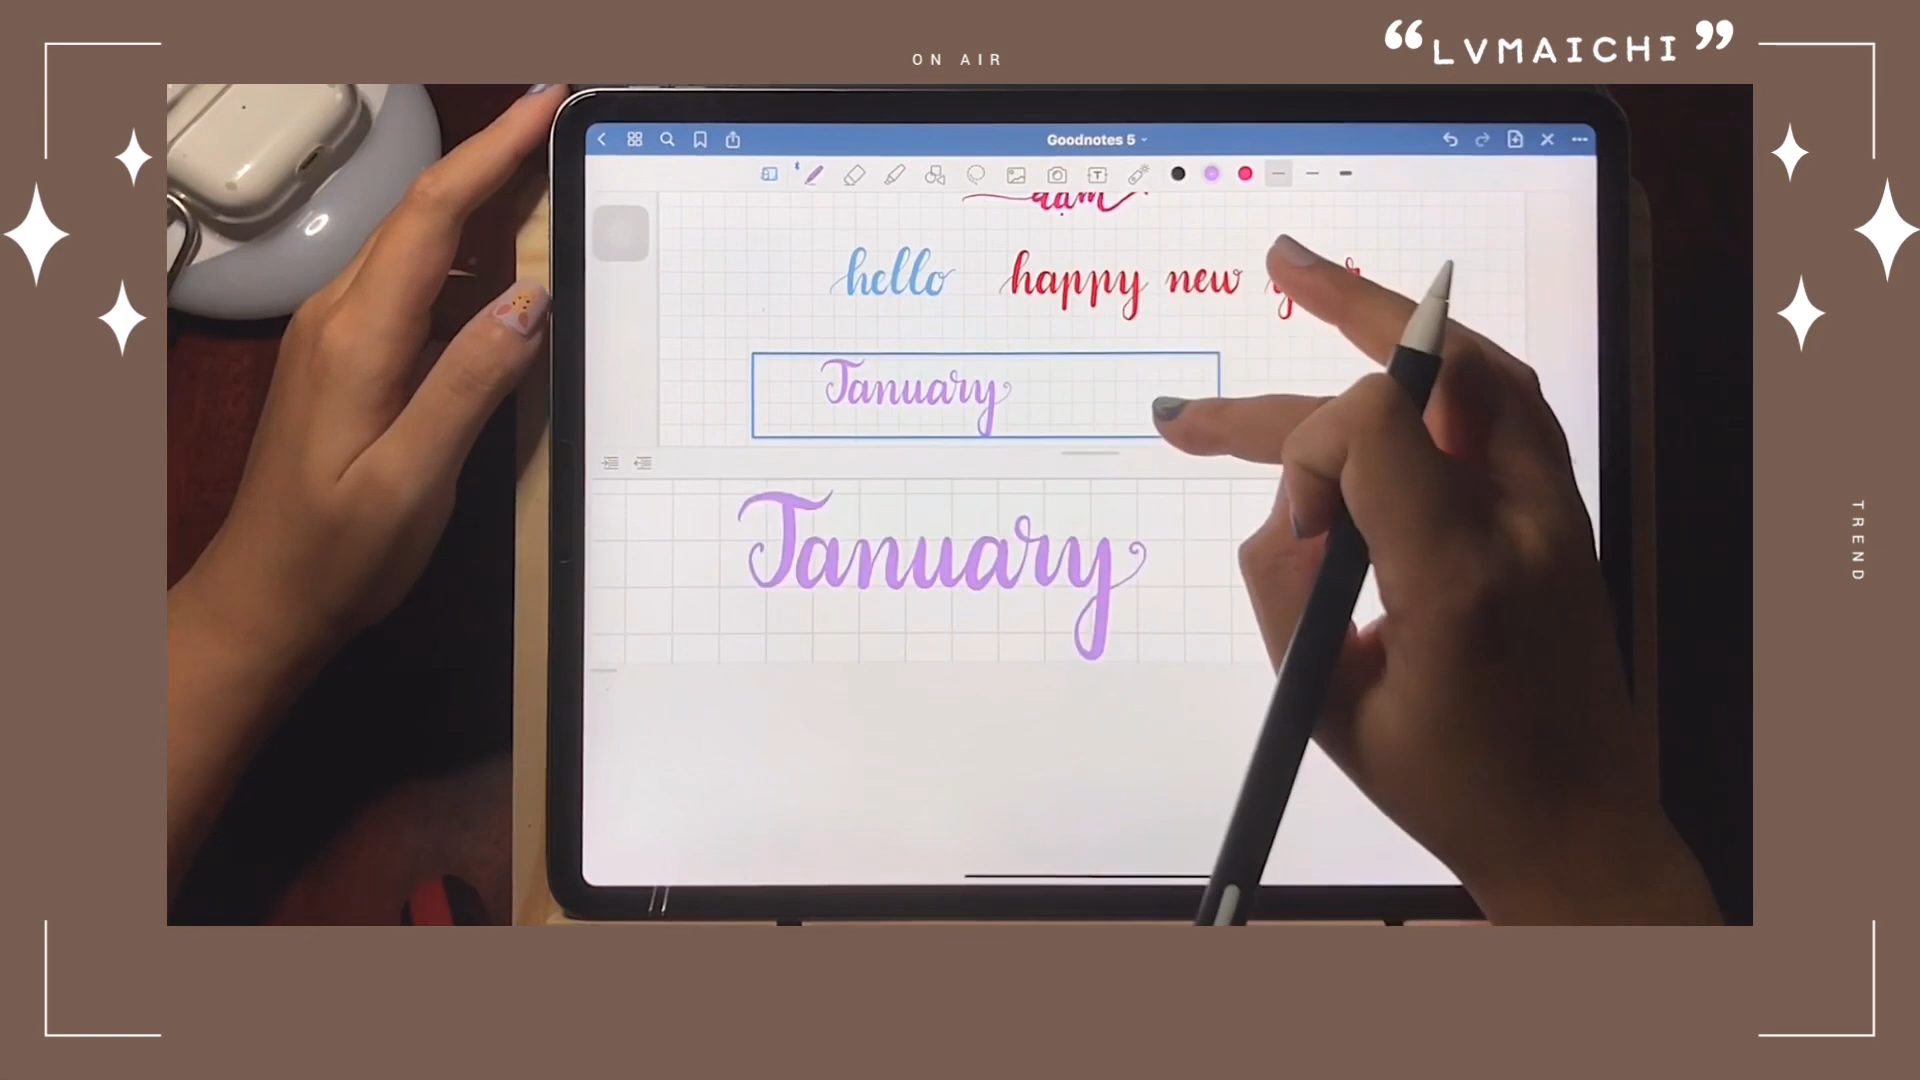 ON AIR
“LVMAICHI”
Goodnotes 5
hello happy new
January
January
TREND